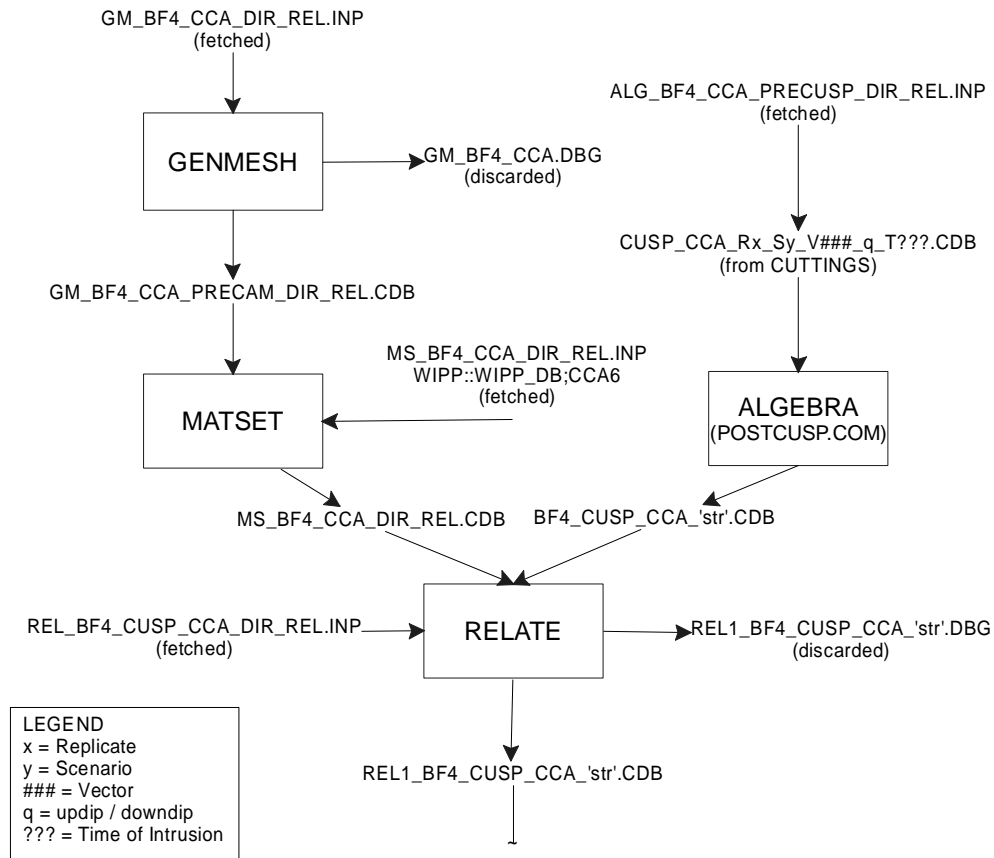 GM_BF4_CCA_DIR_REL.INP
(fetched)
ALG_BF4_CCA_PRECUSP_DIR_REL.INP
(fetched)
GENMESH
GM_BF4_CCA.DBG
(discarded)
CUSP_CCA_Rx_Sy_V###_q_T???.CDB
(from CUTTINGS)
GM_BF4_CCA_PRECAM_DIR_REL.CDB
MS_BF4_CCA_DIR_REL.INP
WIPP::WIPP_DB;CCA6
(fetched)
MATSET
ALGEBRA
(POSTCUSP.COM)
MS_BF4_CCA_DIR_REL.CDB
BF4_CUSP_CCA_'str'.CDB
REL_BF4_CUSP_CCA_DIR_REL.INP
(fetched)
RELATE
REL1_BF4_CUSP_CCA_'str'.DBG
(discarded)
REL1_BF4_CUSP_CCA_'str'.CDB
~
LEGEND
x = Replicate
y = Scenario
### = Vector
q = updip / downdip
??? = Time of Intrusion